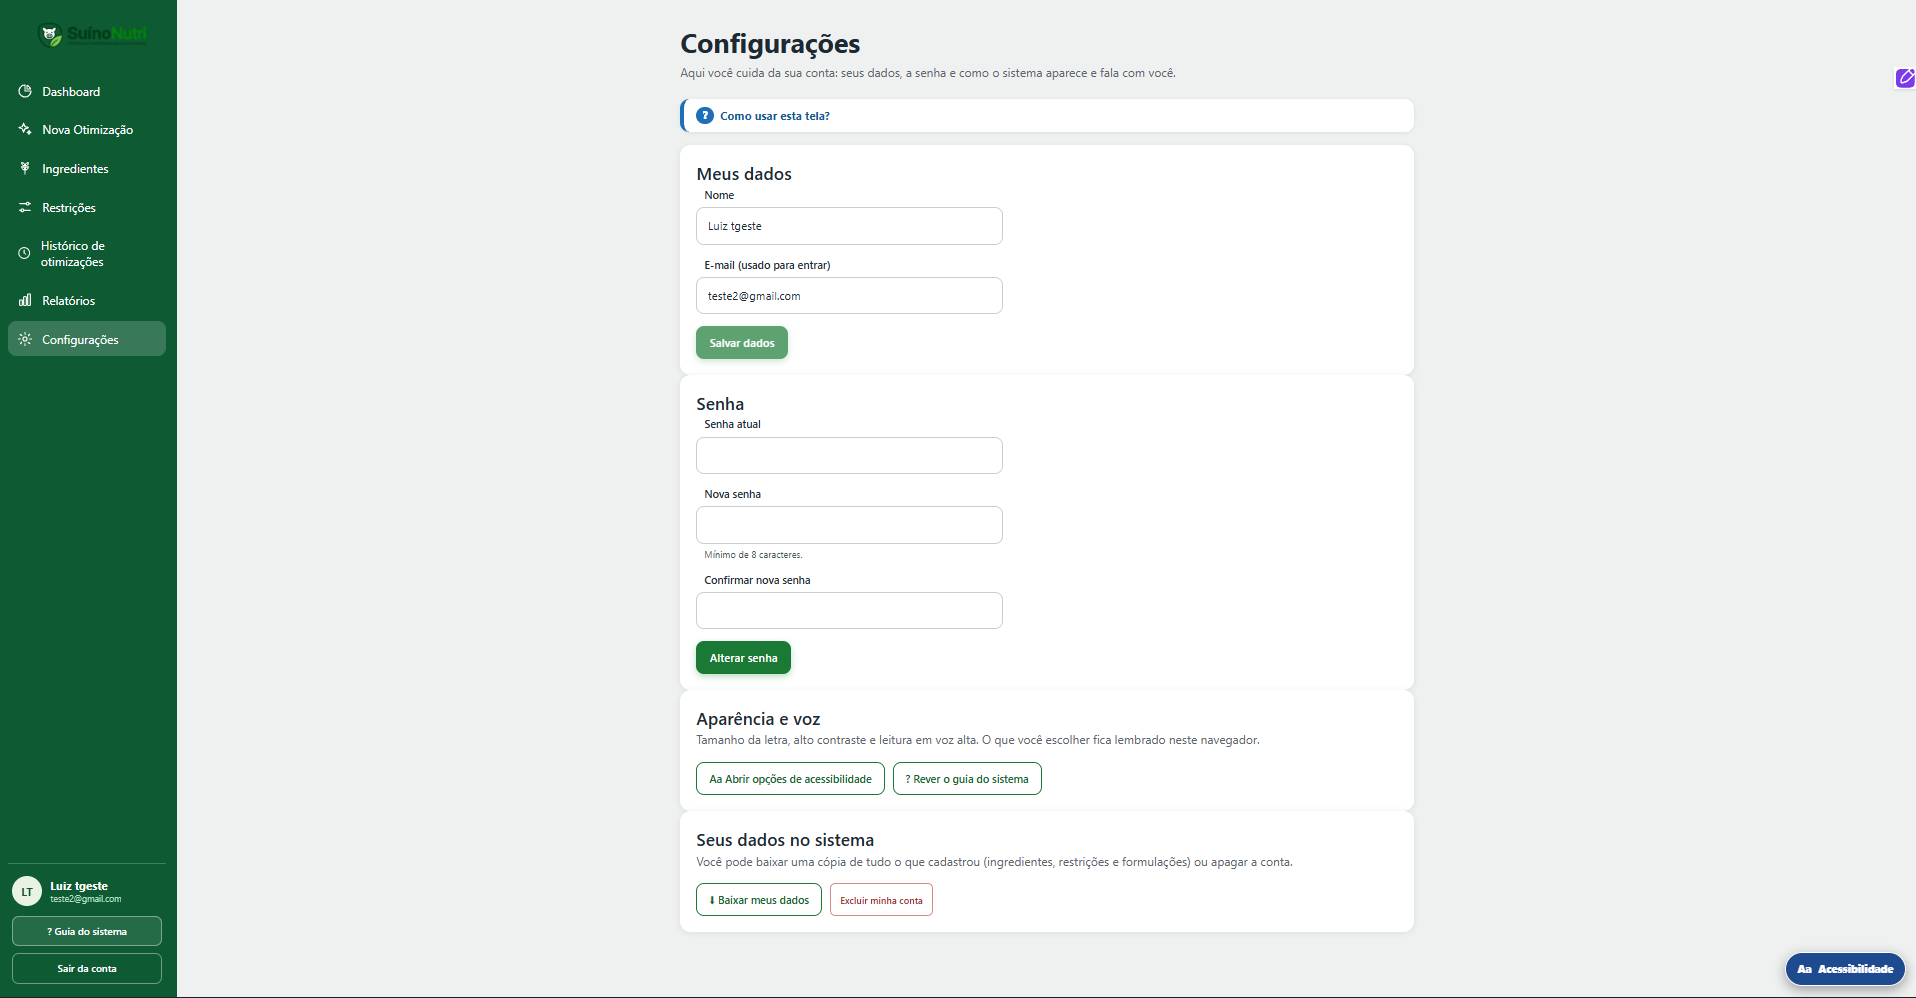 SuínoNutri
Dashboard
Nova Otimização
Ingredientes
Restrições
Histórico de
otimizações
Relatórios
Configurações
LT
Luiz tgeste
teste2@gmail.com
? Guia do sistema
Sair da conta
Configurações
Aqui você cuida da sua conta: seus dados, a senha e como o sistema aparece e fala com você.
? Como usar esta tela?
Meus dados
Nome
Luiz tgeste
E-mail (usado para entrar)
teste2@gmail.com
Salvar dados
Senha
Senha atual
Nova senha
Mínimo de 8 caracteres.
Confirmar nova senha
Alterar senha
Aparência e voz
Tamanho da letra, alto contraste e leitura em voz alta. O que você escolher fica lembrado neste navegador.
Aa Abrir opções de acessibilidade
? Rever o guia do sistema
Seus dados no sistema
Você pode baixar uma cópia de tudo o que cadastrou (ingredientes, restrições e formulações) ou apagar a conta.
⬇ Baixar meus dados
Excluir minha conta
Aa Acessibilidade